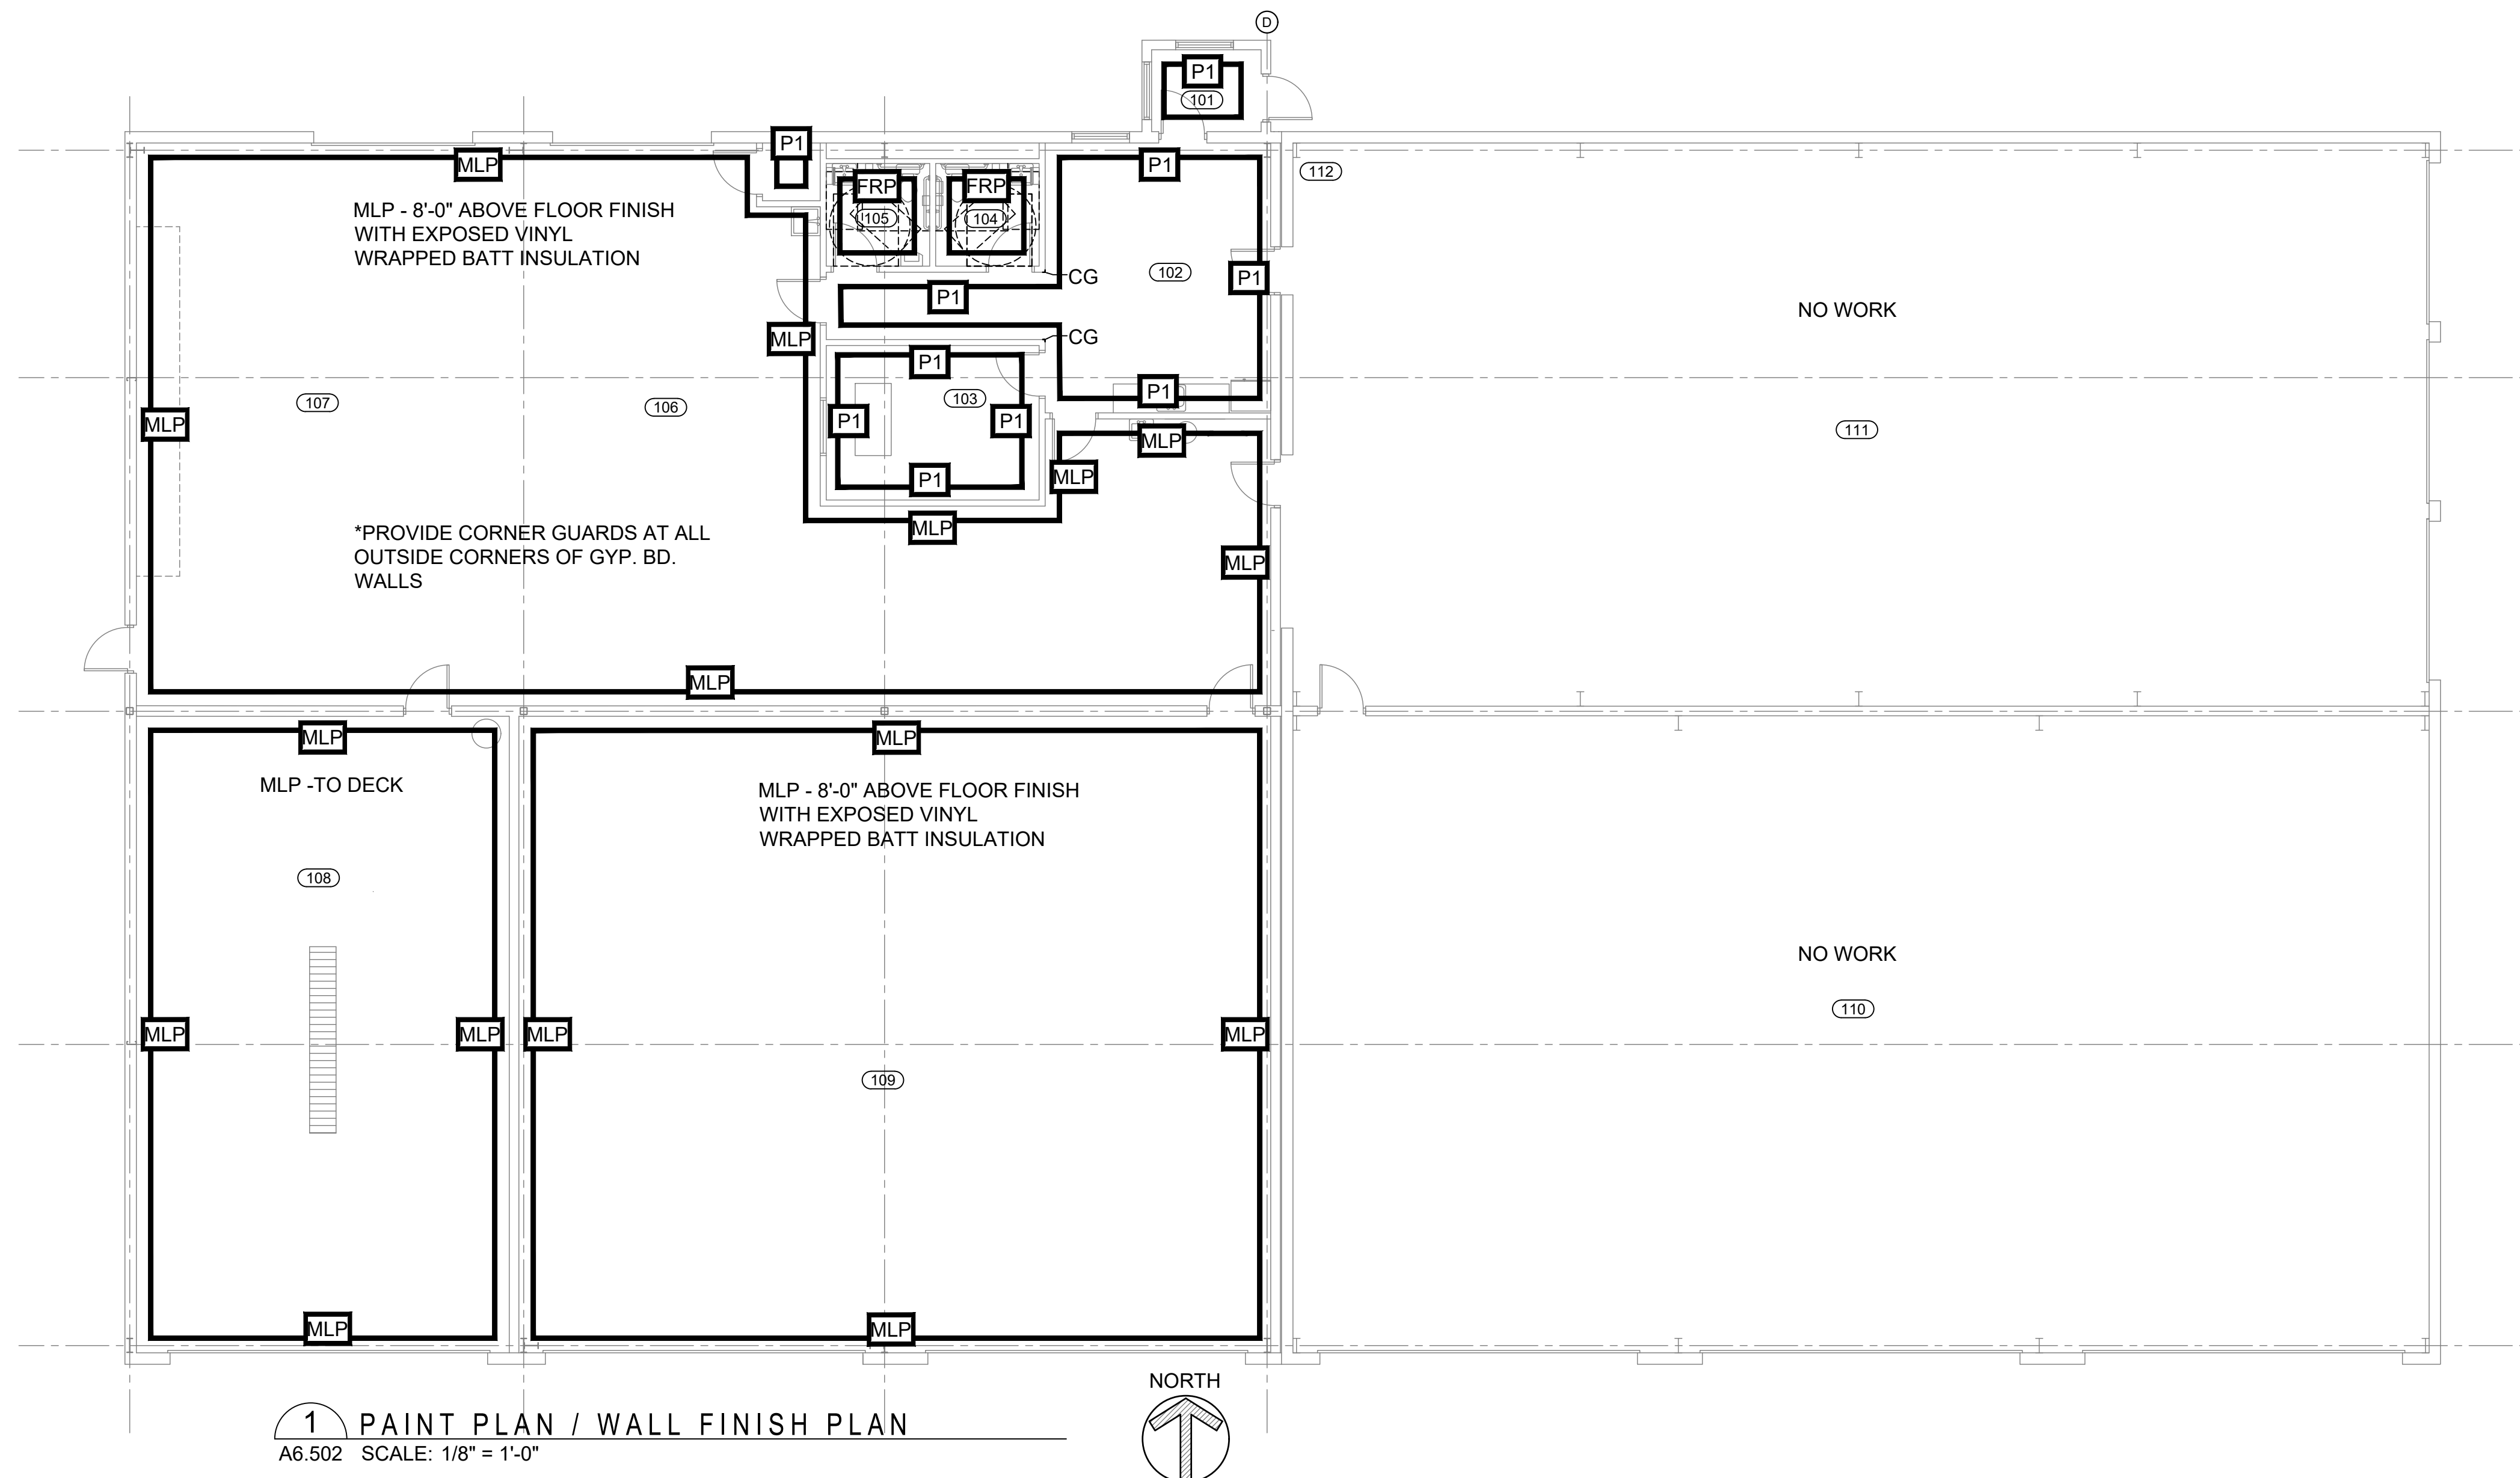 D
P1
101
P1
MLP
P1
112
FRP
FRP
105
104
MLP - 8'-0" ABOVE FLOOR FINISH
WITH EXPOSED VINYL
WRAPPED BATT INSULATION
CG
102
P1
P1
NO WORK
CG
MLP
P1
P1
103
107
106
MLP
P1
P1
111
MLP
MLP
P1
MLP
*PROVIDE CORNER GUARDS AT ALL
OUTSIDE CORNERS OF GYP. BD.
WALLS
MLP
MLP
MLP
MLP
MLP -TO DECK
MLP - 8'-0" ABOVE FLOOR FINISH
WITH EXPOSED VINYL
WRAPPED BATT INSULATION
108
NO WORK
110
MLP
MLP
MLP
MLP
109
MLP
MLP
NORTH
1
PAINT PLAN / WALL FINISH PLAN
A6.502 SCALE: 1/8" = 1'-0"